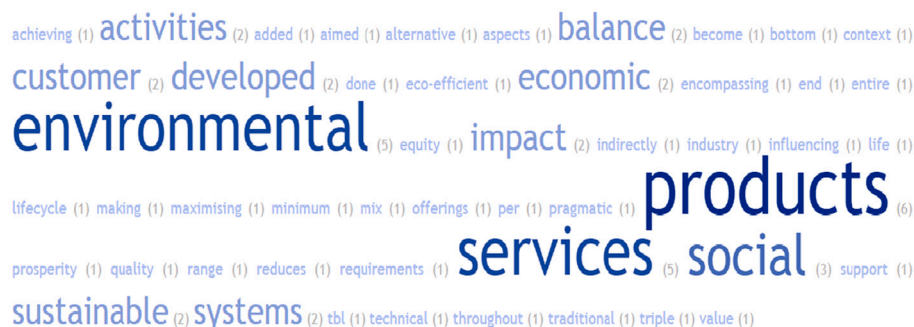 achieving (1) activities (2) added (1) aimed (1) alternative (1) aspects (1) balance (2) become (1) bottom (1) context (1)
customer (2) developed (2) done (1) eco-efficient (1) economic (2) encompassing (1) end (1) entire (1)
environmental (5) equity (1) impact (2) indirectly (1) industry (1) influencing (1) life (1)
lifecycle (1) making (1) maximising (1) minimum (1) mix (1) offerings (1) per (1) pragmatic (1) products (6)
prosperity (1) quality (1) range (1) reduces (1) requirements (1) services (5) social (3) support (1)
sustainable (2) systems (2) tbl (1) technical (1) throughout (1) traditional (1) triple (1) value (1)